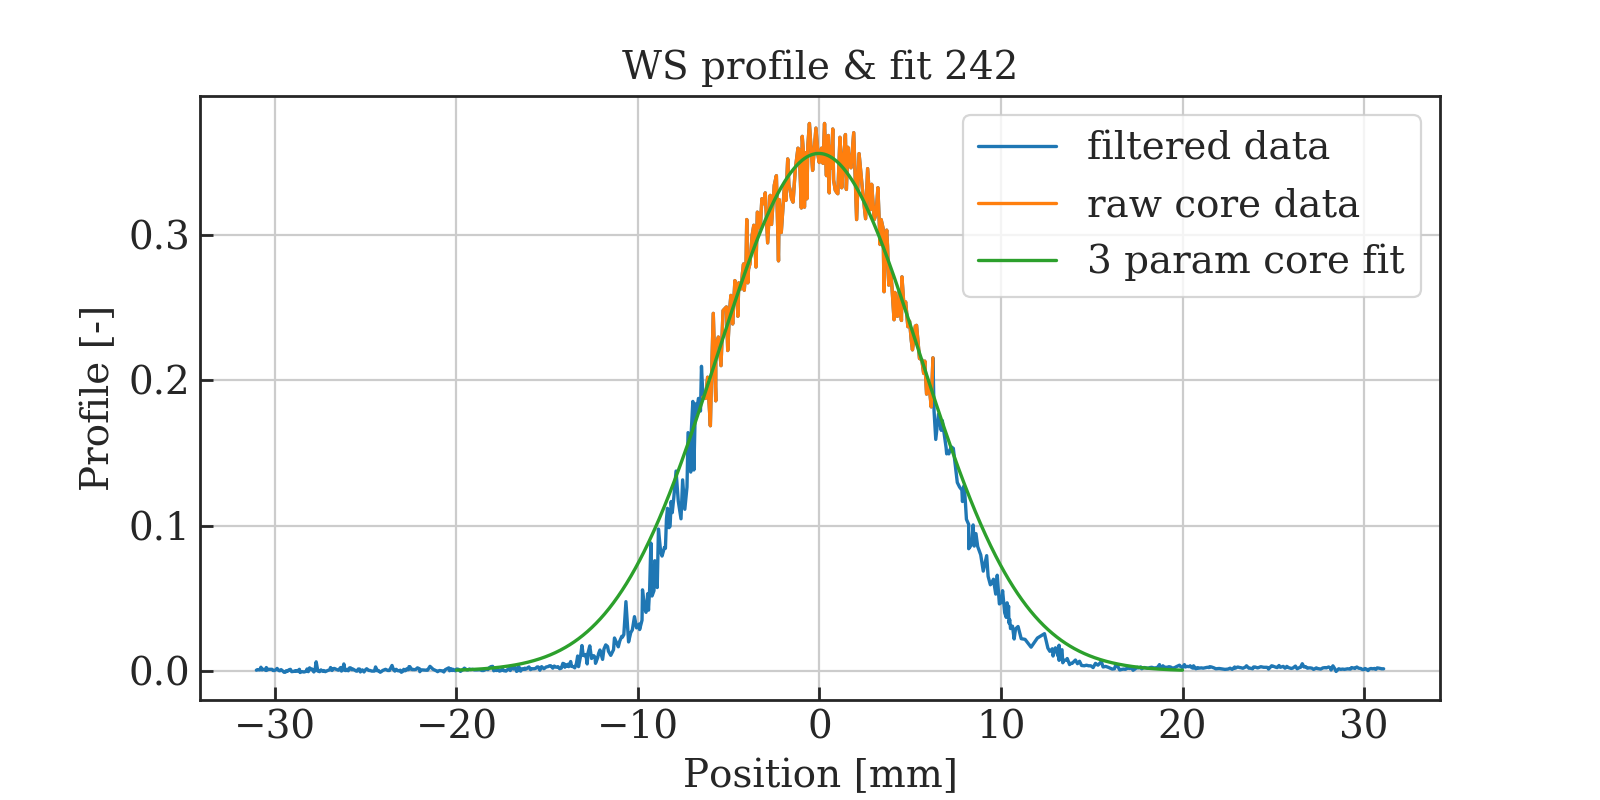 WS profile & fit 242
filtered data
raw core data
3 param core fit
0.3
0.2
0.1
0.0
Profile [-]
−30 −20 −10 0 10 20 30
Position [mm]